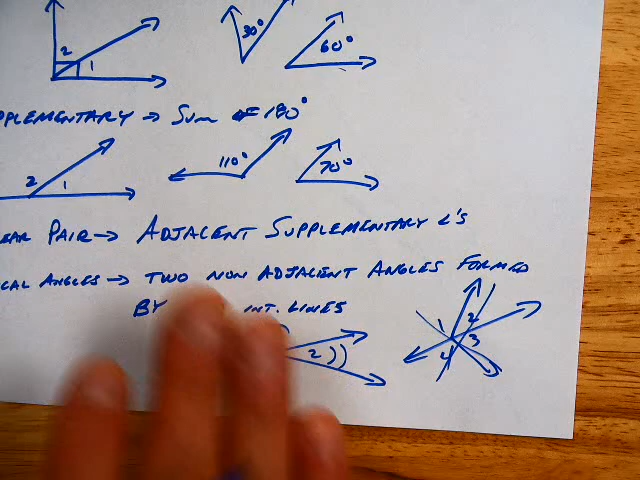 2 1 30° 60°
PPLEMENTARY → SUM OF 180°
2 1 110° 70°
EAR PAIR → ADJACENT SUPPLEMENTARY ∠'S
CAL ANGLES → TWO NON ADJACENT ANGLES FORMED
BY INT. LINES
2 1 2 3 4